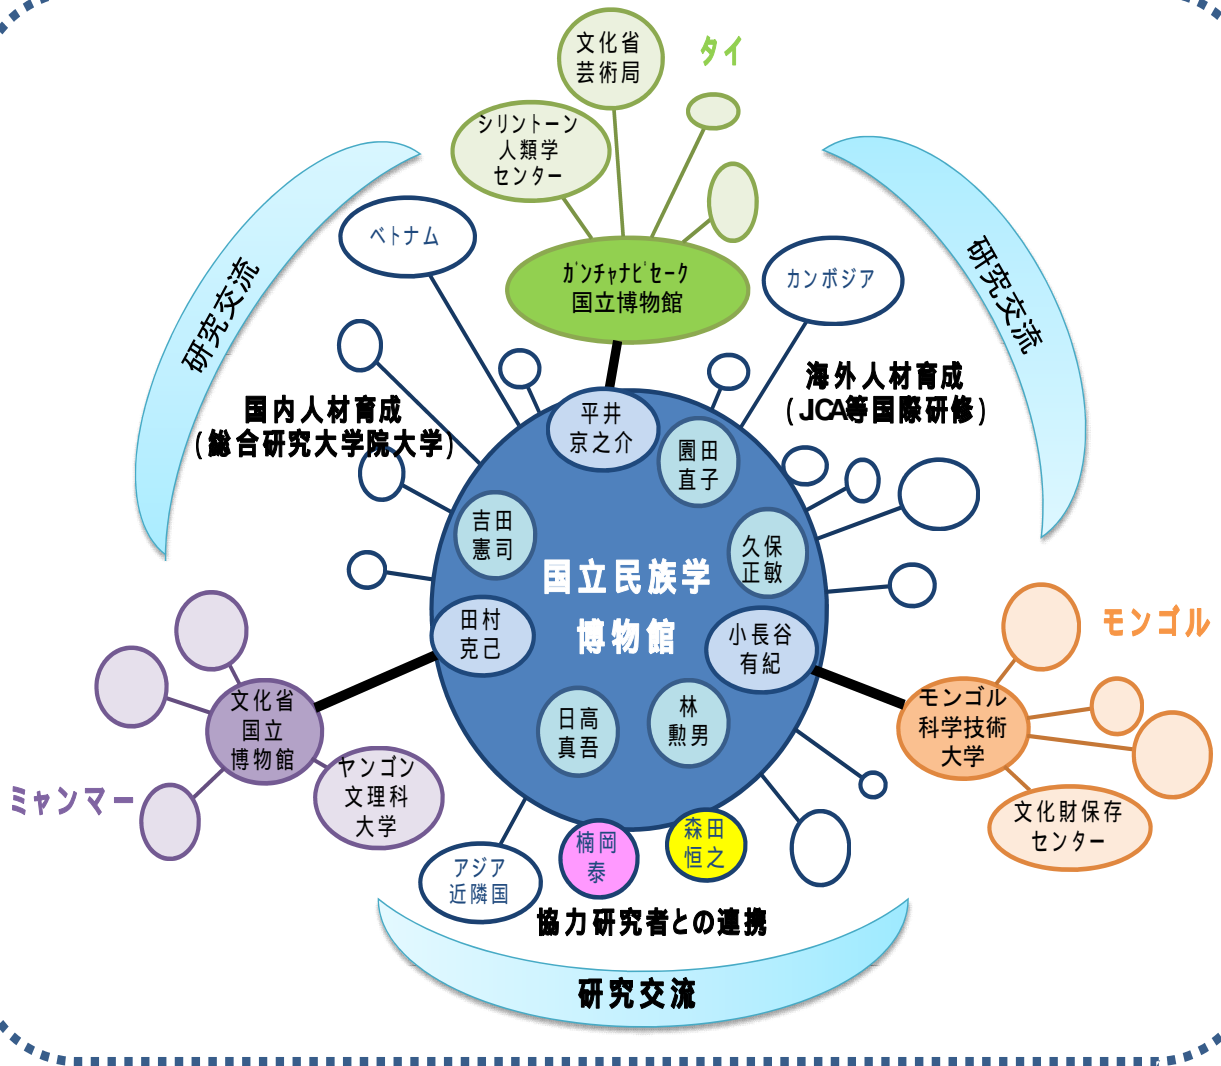 文化省
芸術局
タイ
シリントーン
人類学
センター
ベトナム
カンチャナピセーク
国立博物館
カンボジア
研究交流
研究交流
国内人材育成
(総合研究大学院大学)
海外人材育成
(JICA等国際研修)
平井
京之介
園田
直子
吉田
憲司
久保
正敏
国立民族学
博物館
田村
克己
小長谷
有紀
日高
真吾
林
勲男
モンゴル
モンゴル
科学技術
大学
文化財保存
センター
文化省
国立
博物館
ヤンゴン
文理科
大学
ミャンマー
アジア
近隣国
楠岡
泰
森田
恒之
協力研究者との連携
研究交流